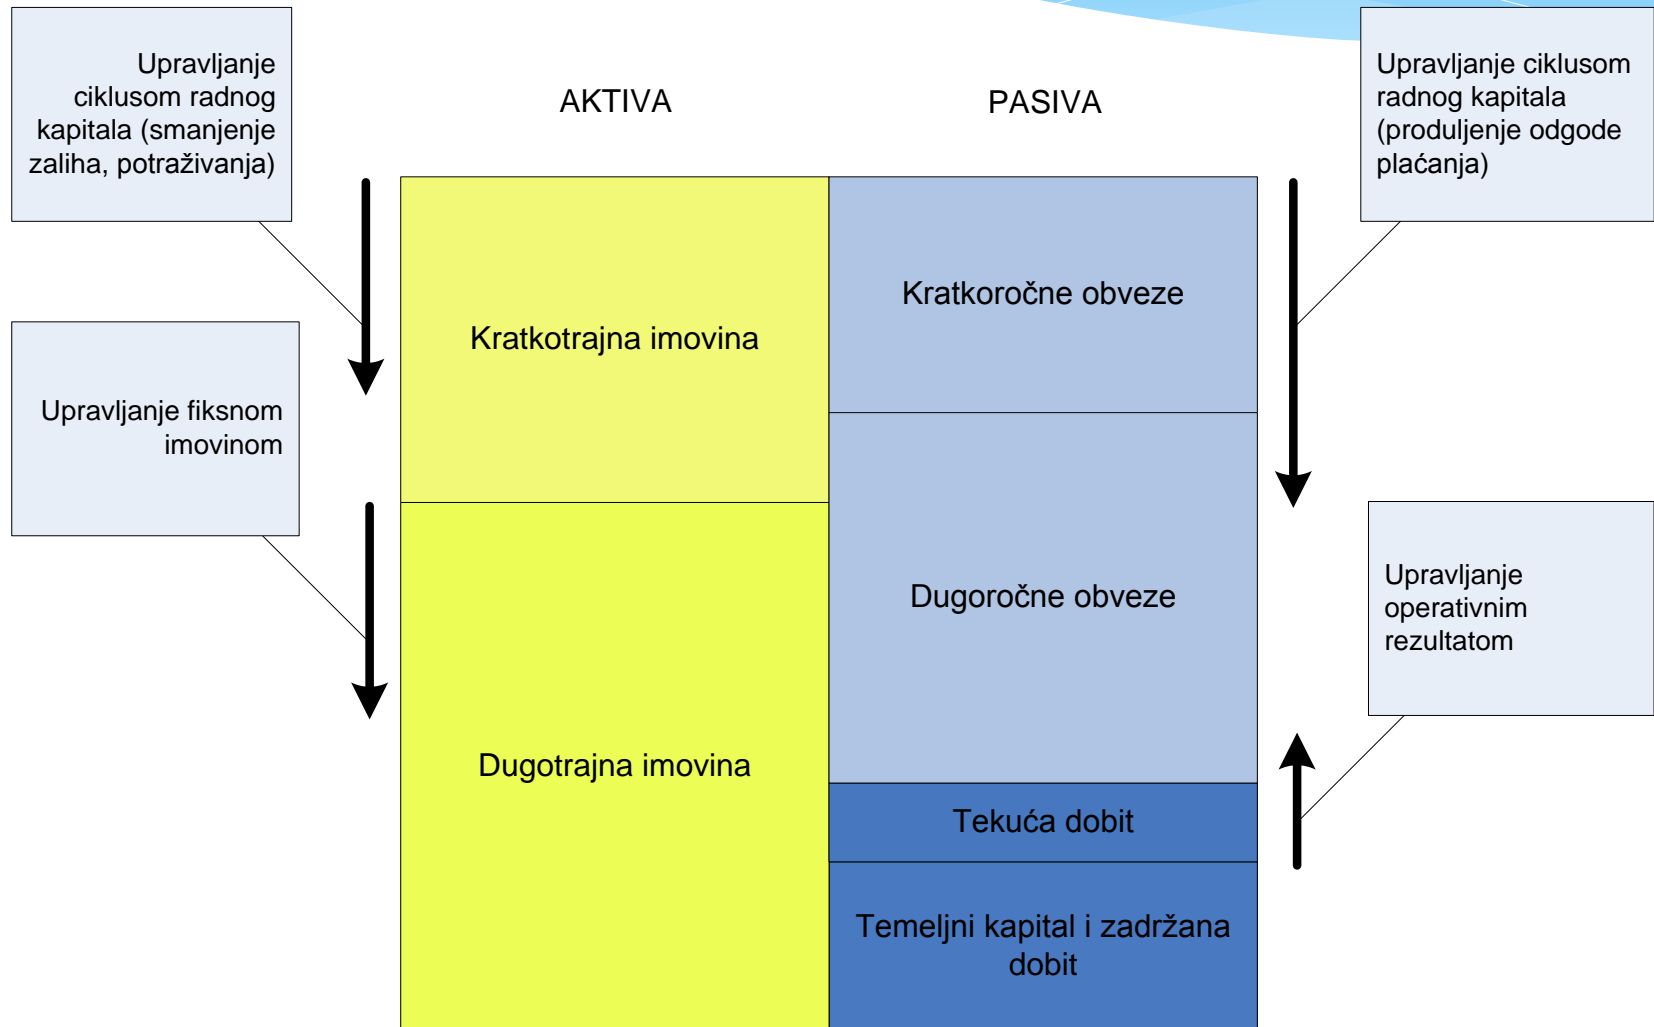 Upravljanje
ciklusom radnog
kapitala (smanjenje
zaliha, potraživanja)
AKTIVA
PASIVA
Upravljanje ciklusom
radnog kapitala
(produljenje odgode
plaćanja)
Kratkotrajna imovina
Kratkoročne obveze
Upravljanje fiksnom
imovinom
Dugoročne obveze
Upravljanje
operativnim
rezultatom
Dugotrajna imovina
Tekuća dobit
Temeljni kapital i zadržana
dobit